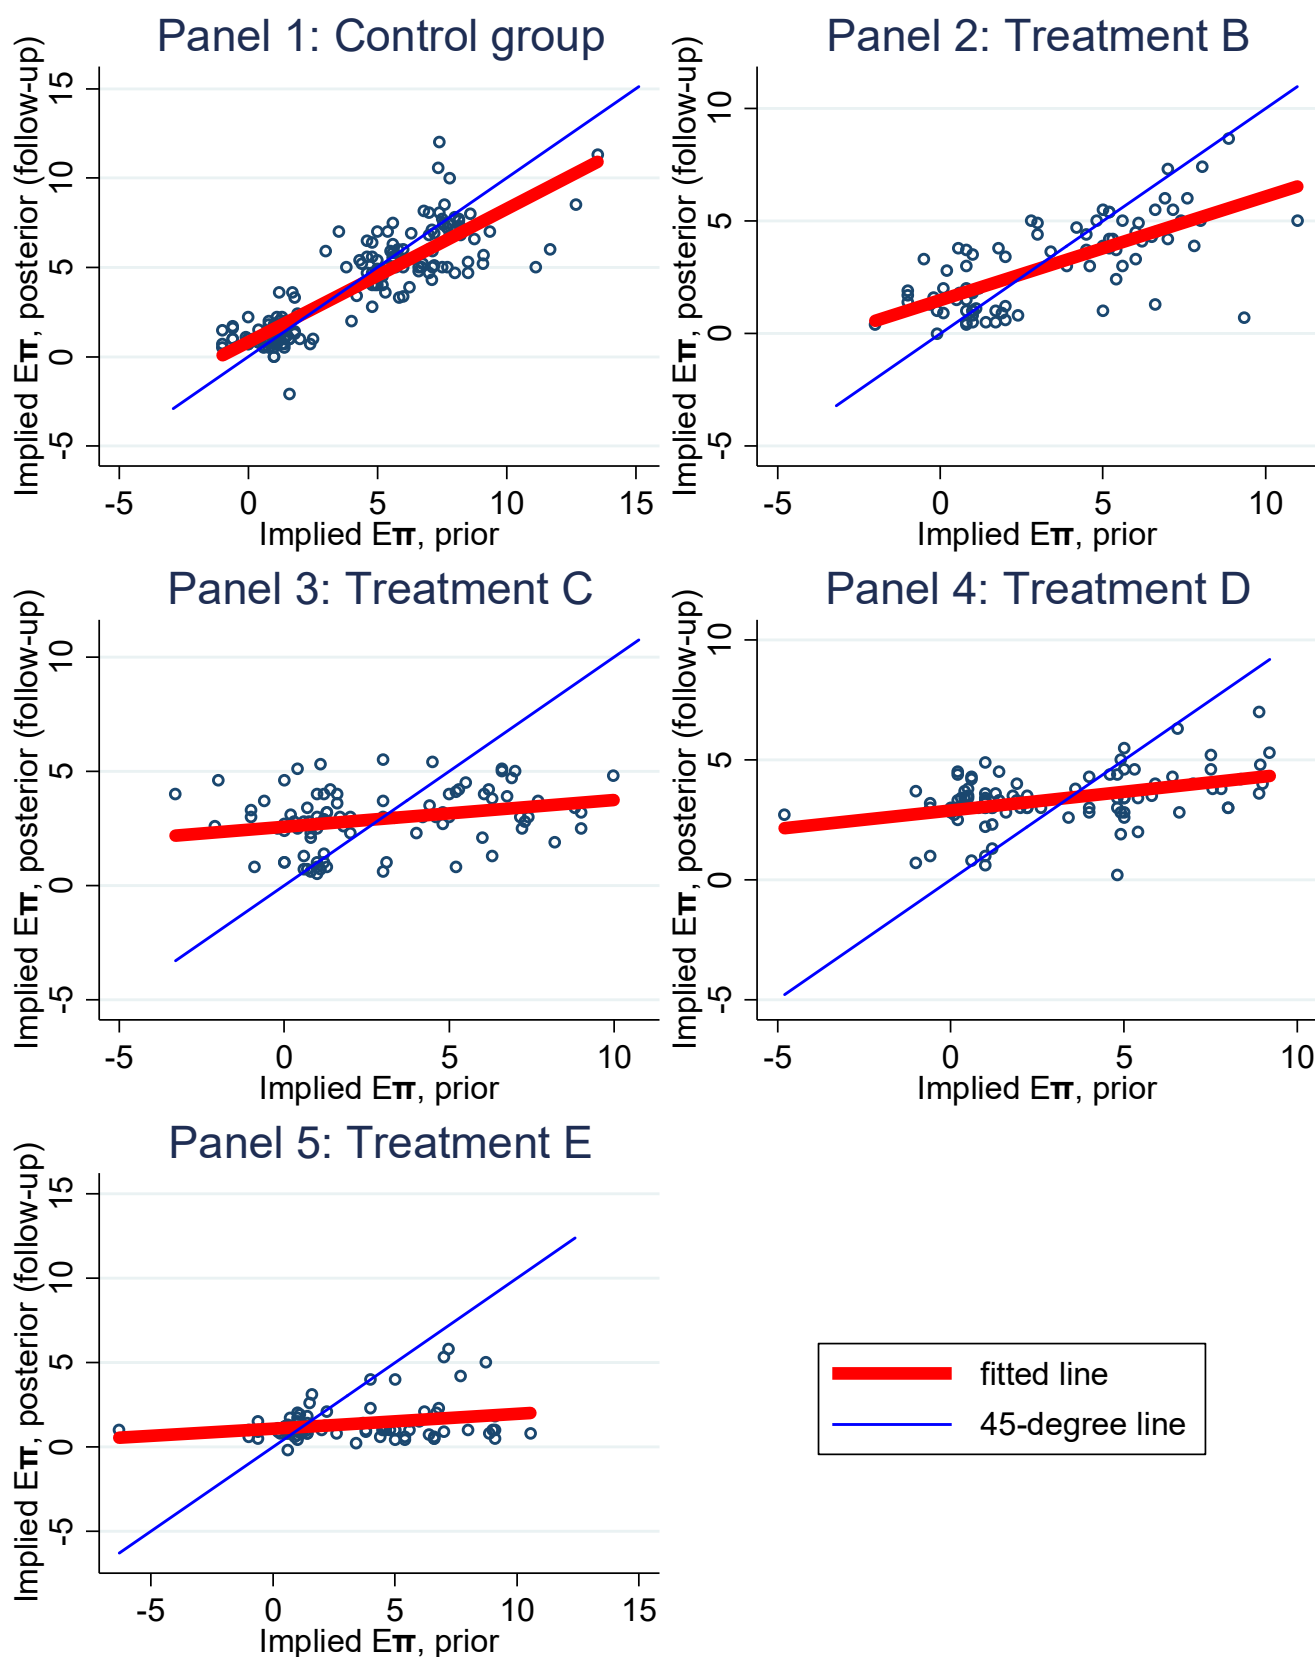 Panel 1: Control group
Implied Eπ, posterior (follow-up)
15
10
5
0
-5
-5 0 5 10 15
Implied Eπ, prior
Panel 2: Treatment B
Implied Eπ, posterior (follow-up)
10
5
0
-5
-5 0 5 10
Implied Eπ, prior
Panel 3: Treatment C
Implied Eπ, posterior (follow-up)
10
5
0
-5
-5 0 5 10
Implied Eπ, prior
Panel 4: Treatment D
Implied Eπ, posterior (follow-up)
10
5
0
-5
-5 0 5 10
Implied Eπ, prior
Panel 5: Treatment E
Implied Eπ, posterior (follow-up)
15
10
5
0
-5
-5 0 5 10 15
Implied Eπ, prior
fitted line
45-degree line